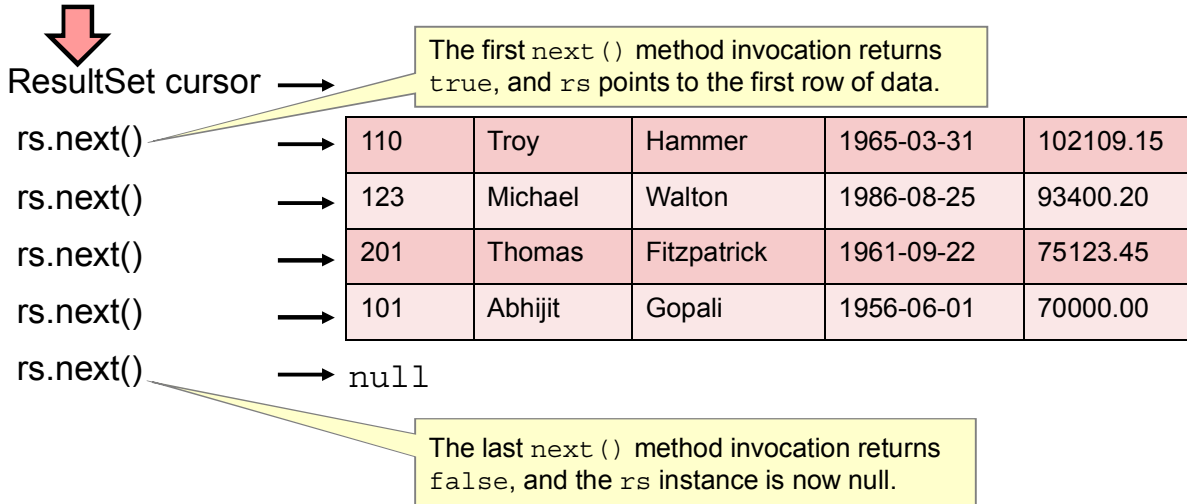 The first next() method invocation returns
true, and rs points to the first row of data.
ResultSet cursor
rs.next() 110 Troy Hammer 1965-03-31 102109.15
rs.next() 123 Michael Walton 1986-08-25 93400.20
rs.next() 201 Thomas Fitzpatrick 1961-09-22 75123.45
rs.next() 101 Abhijit Gopali 1956-06-01 70000.00
rs.next() null
The last next() method invocation returns
false, and the rs instance is now null.